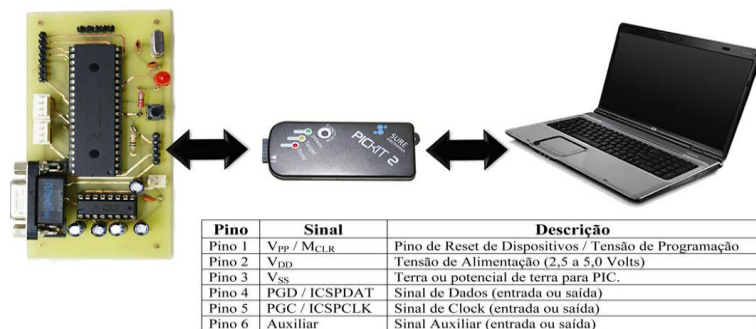 PICKIT 2
SURE
Pino Sinal Descrição
Pino 1 VPP / MCLR Pino de Reset de Dispositivos / Tensão de Programação
Pino 2 VDD Tensão de Alimentação (2,5 a 5,0 Volts)
Pino 3 VSS Terra ou potencial de terra para PIC.
Pino 4 PGD / ICSPDAT Sinal de Dados (entrada ou saída)
Pino 5 PGC / ICSPCLK Sinal de Clock (entrada ou saída)
Pino 6 Auxiliar Sinal Auxiliar (entrada ou saída)